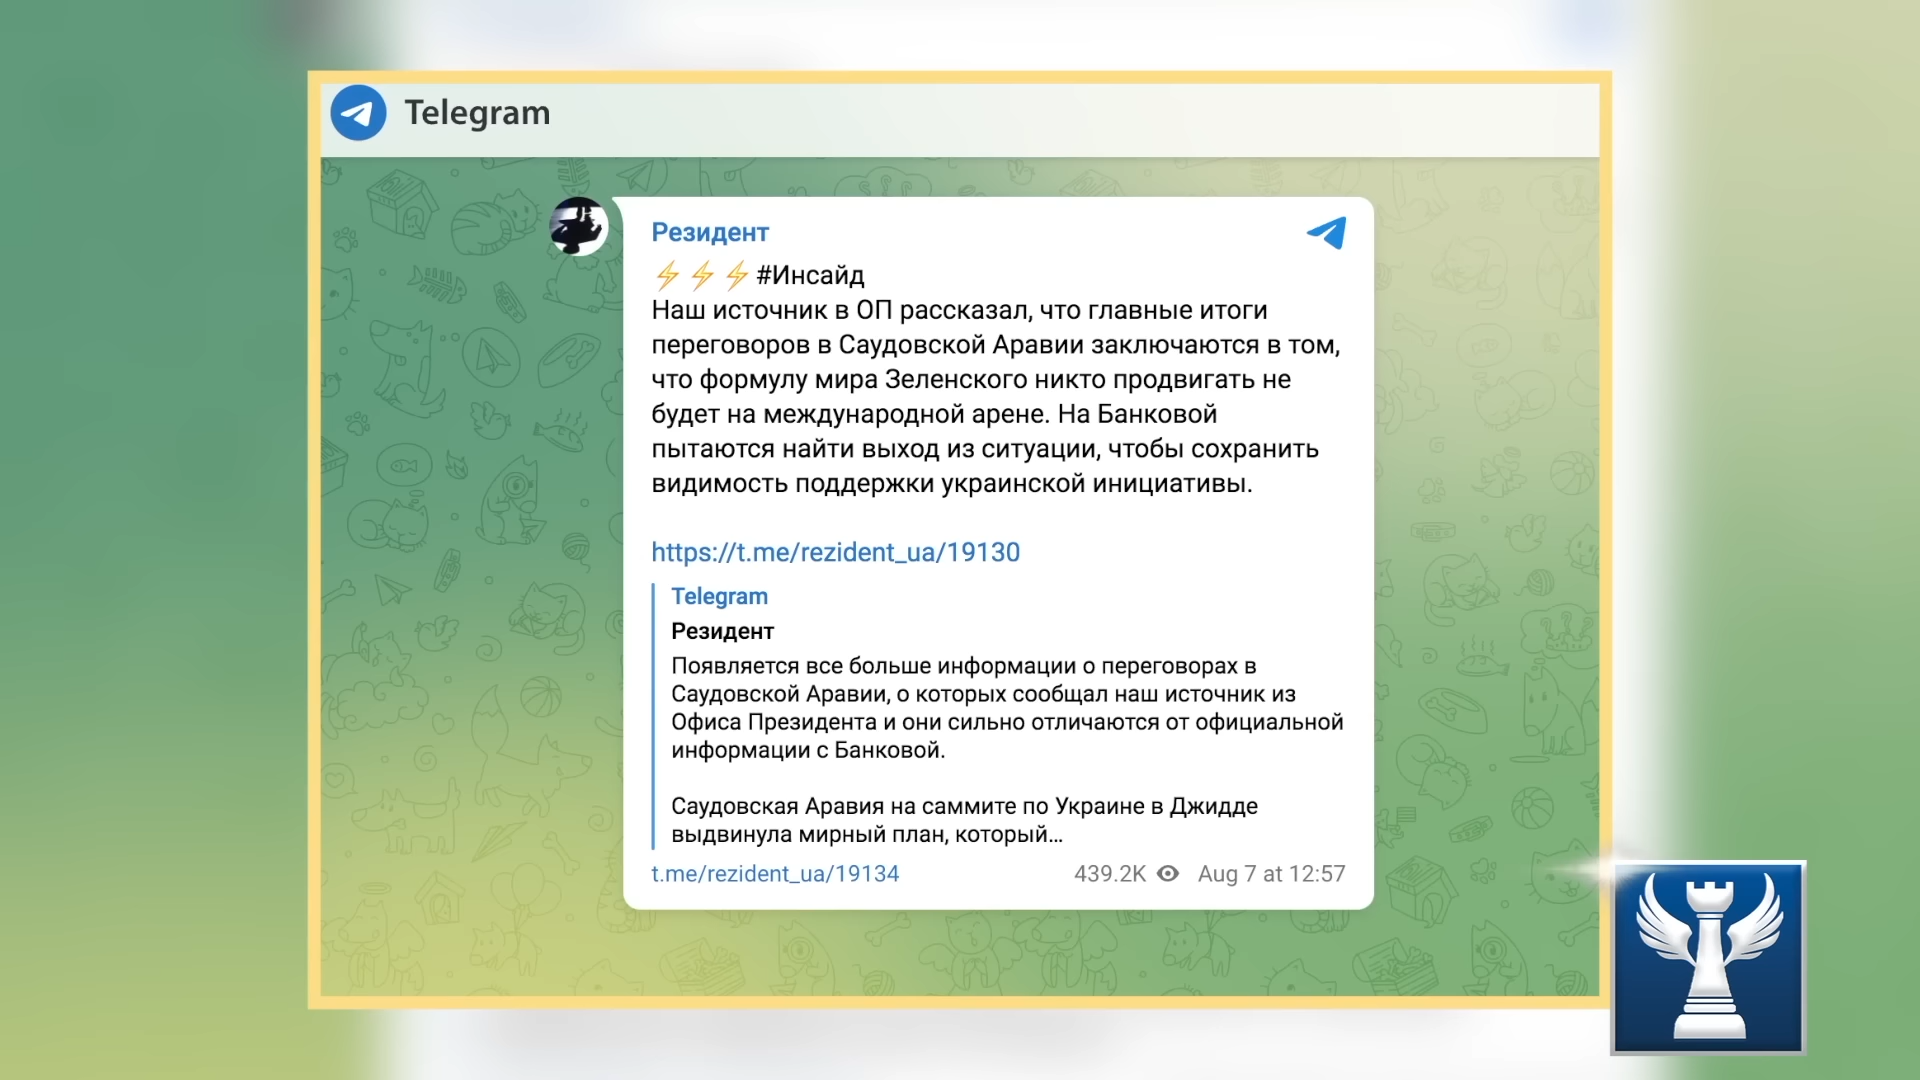 Telegram
Резидент
⚡⚡⚡#Инсайд
Наш источник в ОП рассказал, что главные итоги
переговоров в Саудовской Аравии заключаются в том,
что формулу мира Зеленского никто продвигать не
будет на международной арене. На Банковой
пытаются найти выход из ситуации, чтобы сохранить
видимость поддержки украинской инициативы.
https://t.me/rezident_ua/19130
Telegram
Резидент
Появляется все больше информации о переговорах в
Саудовской Аравии, о которых сообщал наш источник из
Офиса Президента и они сильно отличаются от официальной
информации с Банковой.
Саудовская Аравия на саммите по Украине в Джидде
выдвинула мирный план, который...
t.me/rezident_ua/19134 439.2K Aug 7 at 12:57